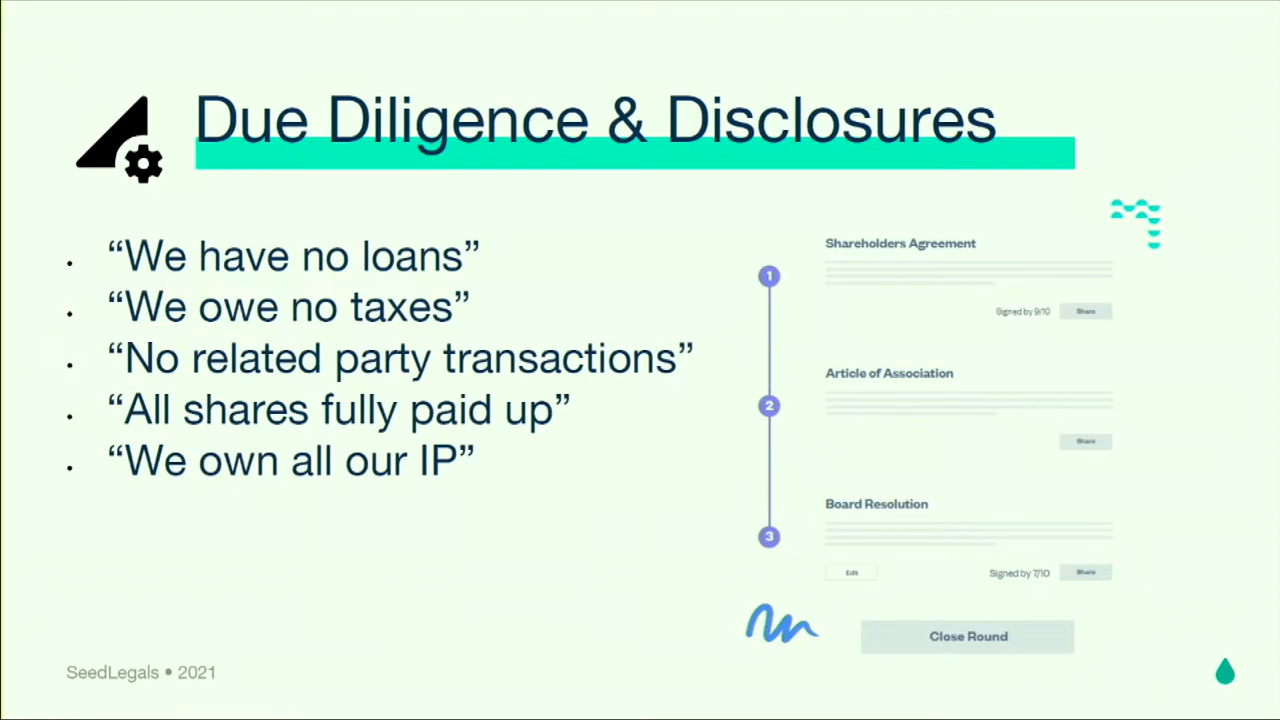 Due Diligence & Disclosures
• “We have no loans”
• “We owe no taxes”
• “No related party transactions”
• “All shares fully paid up”
• “We own all our IP”
1
Shareholders Agreement
Signed by 9/10
Share
2
Article of Association
Share
3
Board Resolution
Edit
Signed by 7/10
Share
Close Round
SeedLegals • 2021